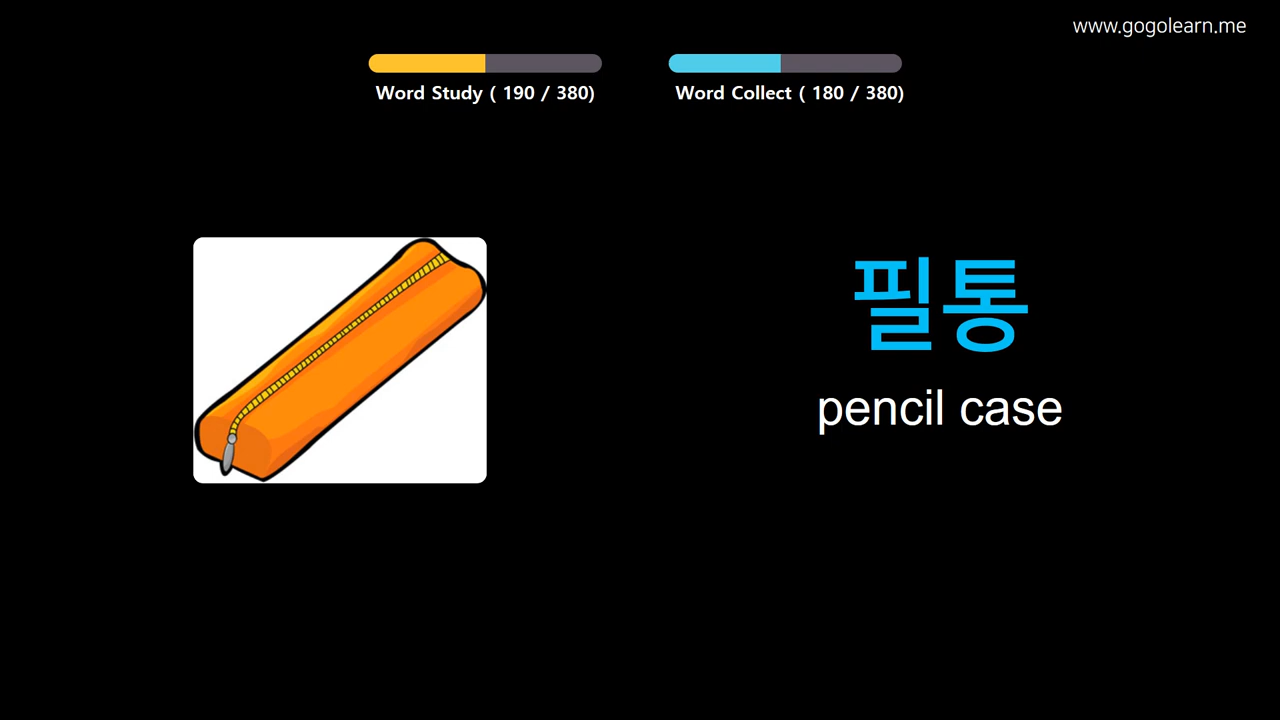 www.gogolearn.me
Word Study ( 190 / 380)
Word Collect ( 180 / 380)
필통
pencil case